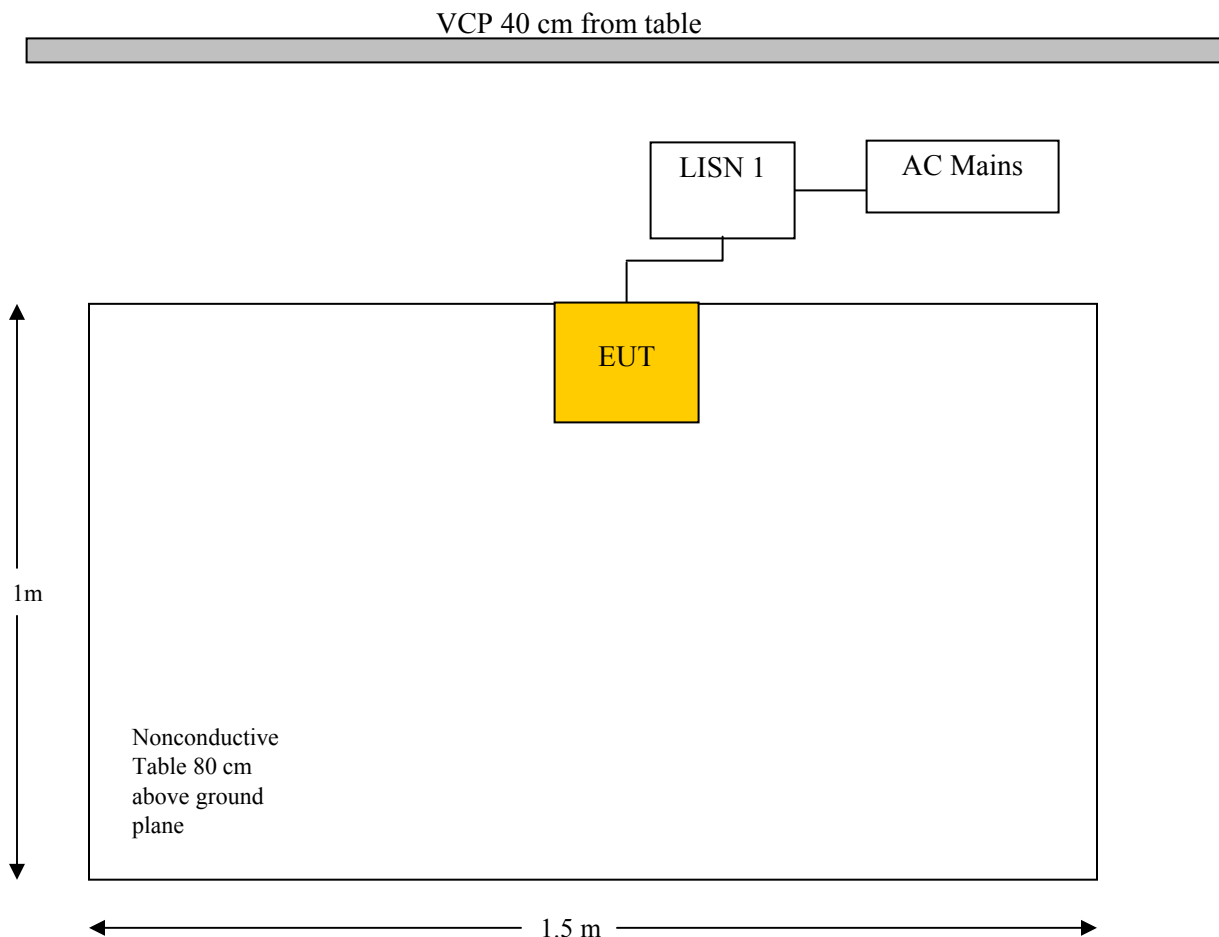 VCP 40 cm from table
LISN 1
AC Mains
EUT
1m
Nonconductive
Table 80 cm
above ground
plane
1.5 m